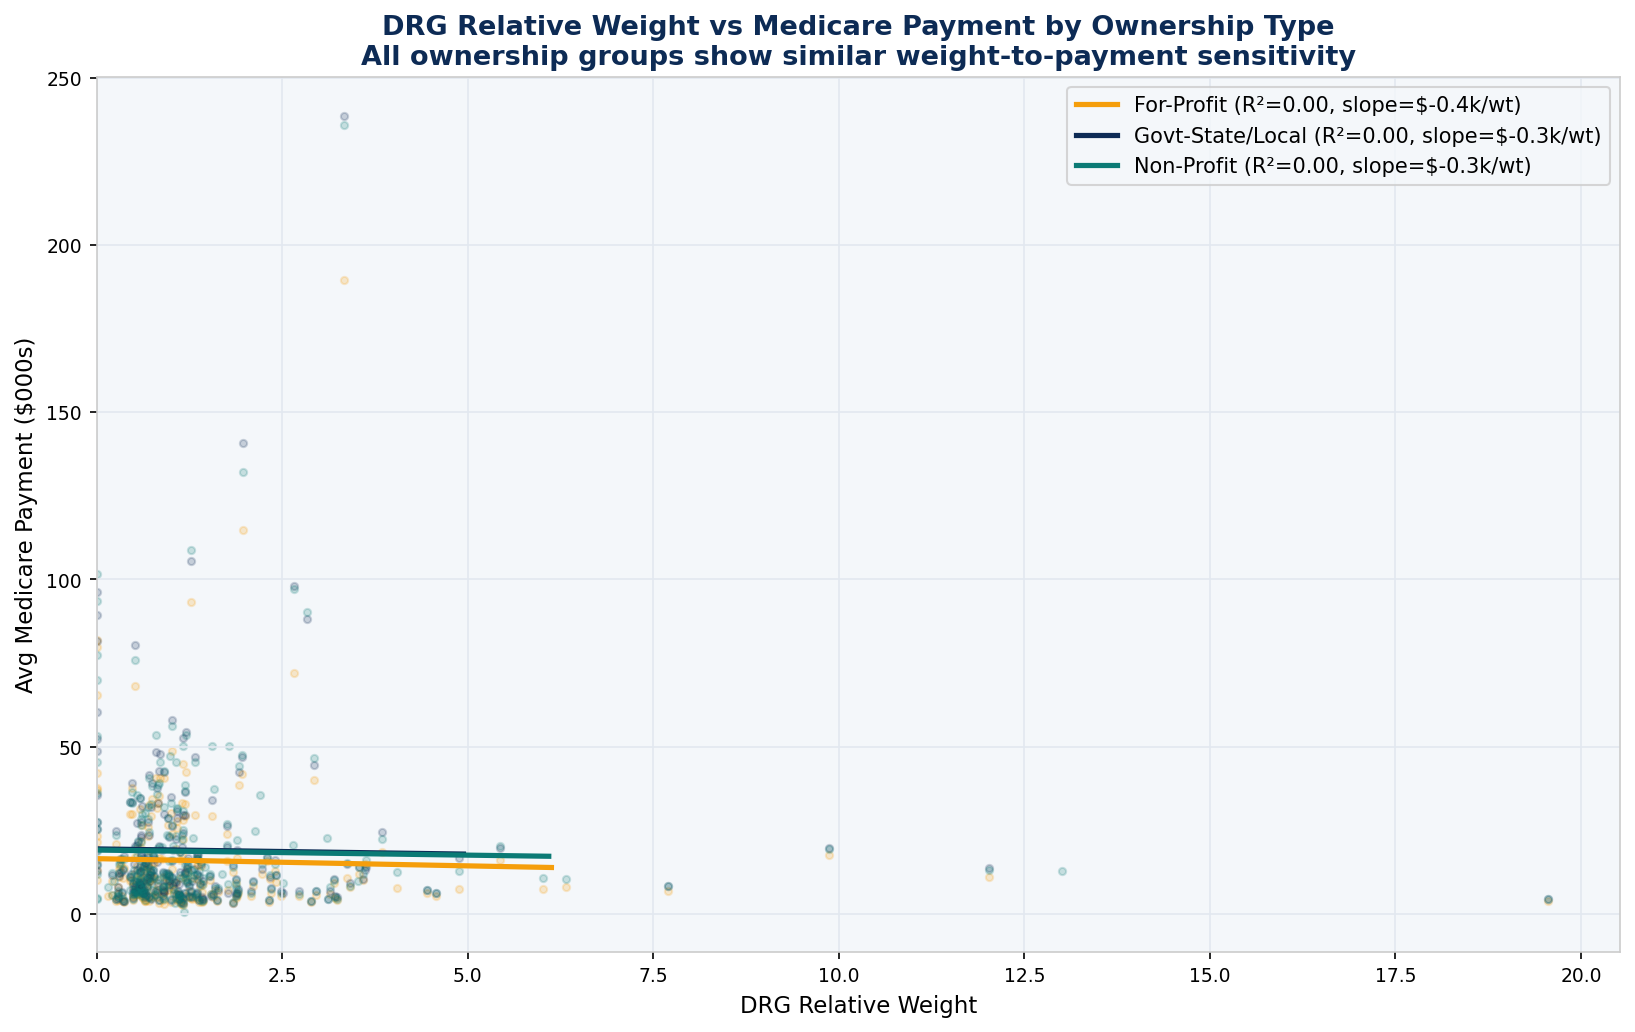 DRG Relative Weight vs Medicare Payment by Ownership Type
All ownership groups show similar weight-to-payment sensitivity
For-Profit (R²=0.00, slope=$-0.4k/wt)
Govt-State/Local (R²=0.00, slope=$-0.3k/wt)
Non-Profit (R²=0.00, slope=$-0.3k/wt)
Avg Medicare Payment ($000s)
250
200
150
100
50
0
0.0 2.5 5.0 7.5 10.0 12.5 15.0 17.5 20.0
DRG Relative Weight